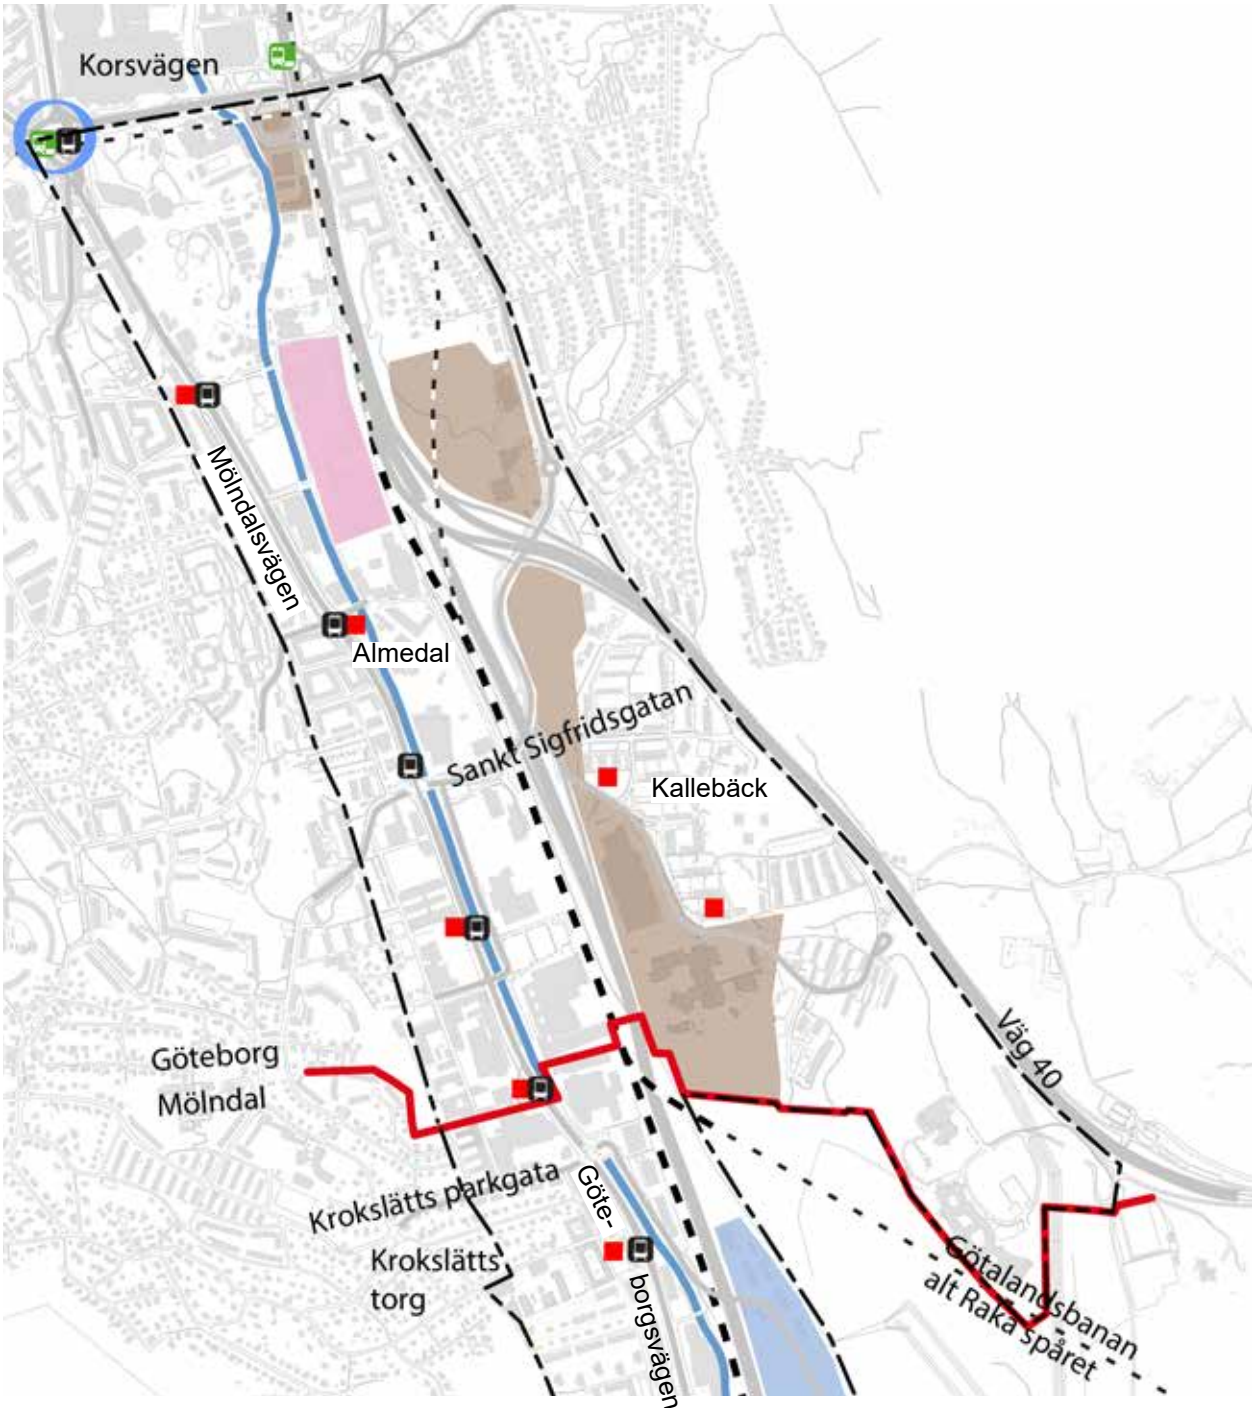 Korsvägen
Mölndalsvägen
Almedal
Sankt Sigfridsgatan
Kallebäck
Väg 40
Göteborg
Mölndal
Krokslätts parkgata
Göte-
borgsvägen
Krokslätts
torg
Götalandsbanan
alt Raka spåret